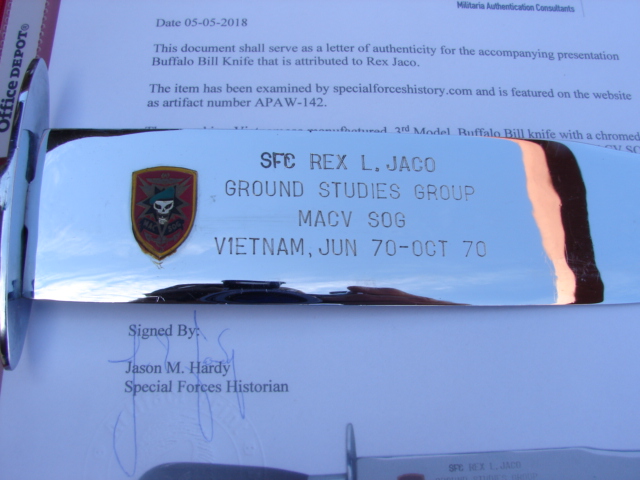 Militaria Authentication Consultants
Date 05-05-2018
This document shall serve as a letter of authenticity for the accompanying presentation
Buffalo Bill Knife that is attributed to Rex Jaco.
The item has been examined by specialforceshistory.com and is featured on the website
as artifact number APAW-142.
manufactured, 3rd Model, Buffalo Bill knife with a chromed
Office DEPOT
SFC REX L. JACO
GROUND STUDIES GROUP
MACV SOG
V1ETNAM, JUN 70-OCT 70
Signed By:
Jason M. Hardy
Special Forces Historian
SFC REX L. JACO